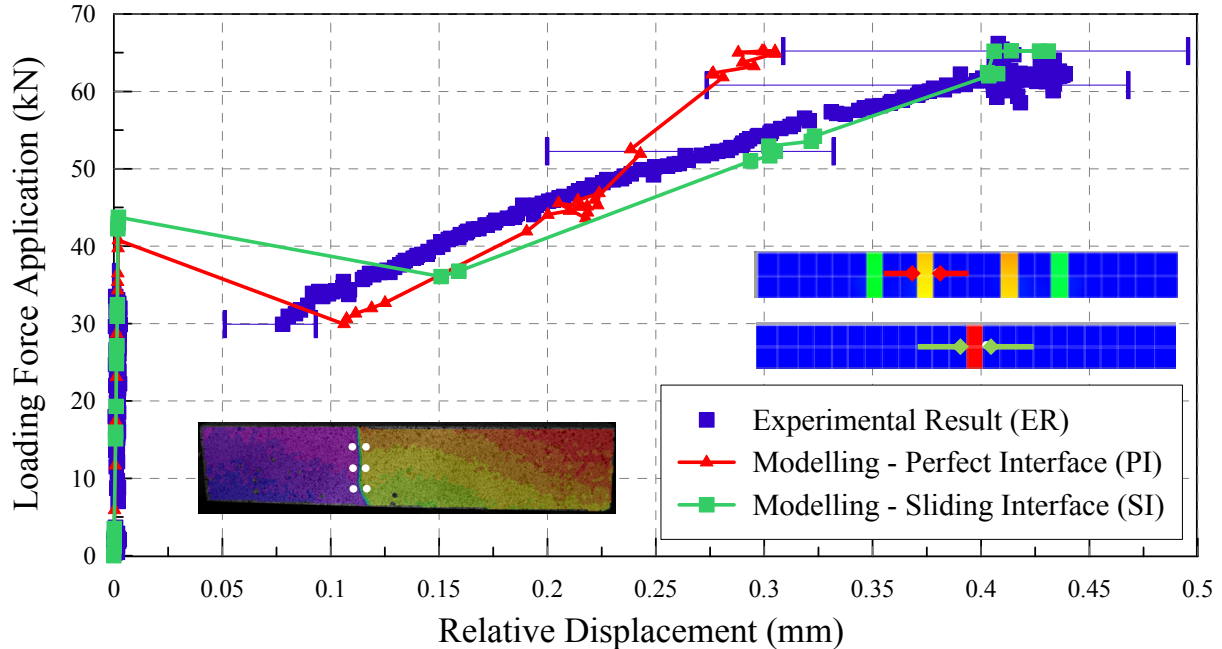 70
60
50
40
30
20
10
0
Loading Force Application (kN)
Experimental Result (ER)
Modelling - Perfect Interface (PI)
Modelling - Sliding Interface (SI)
0 0.05 0.1 0.15 0.2 0.25 0.3 0.35 0.4 0.45 0.5
Relative Displacement (mm)